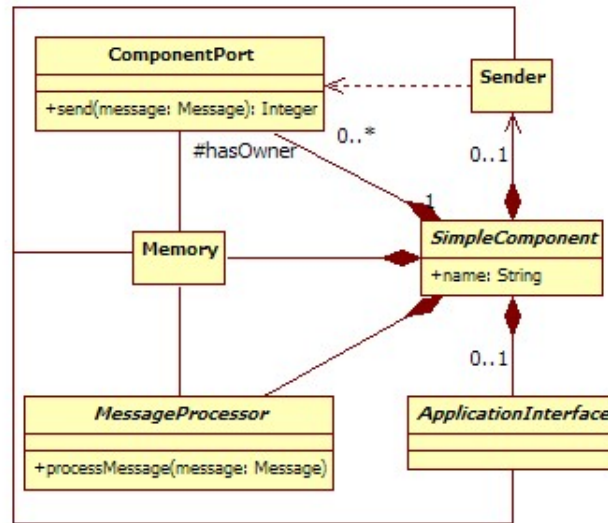 ComponentPort
+send(message: Message): Integer
Sender
#hasOwner
0..*
0..1
1
Memory
SimpleComponent
+name: String
0..1
MessageProcessor
+processMessage(message: Message)
ApplicationInterface